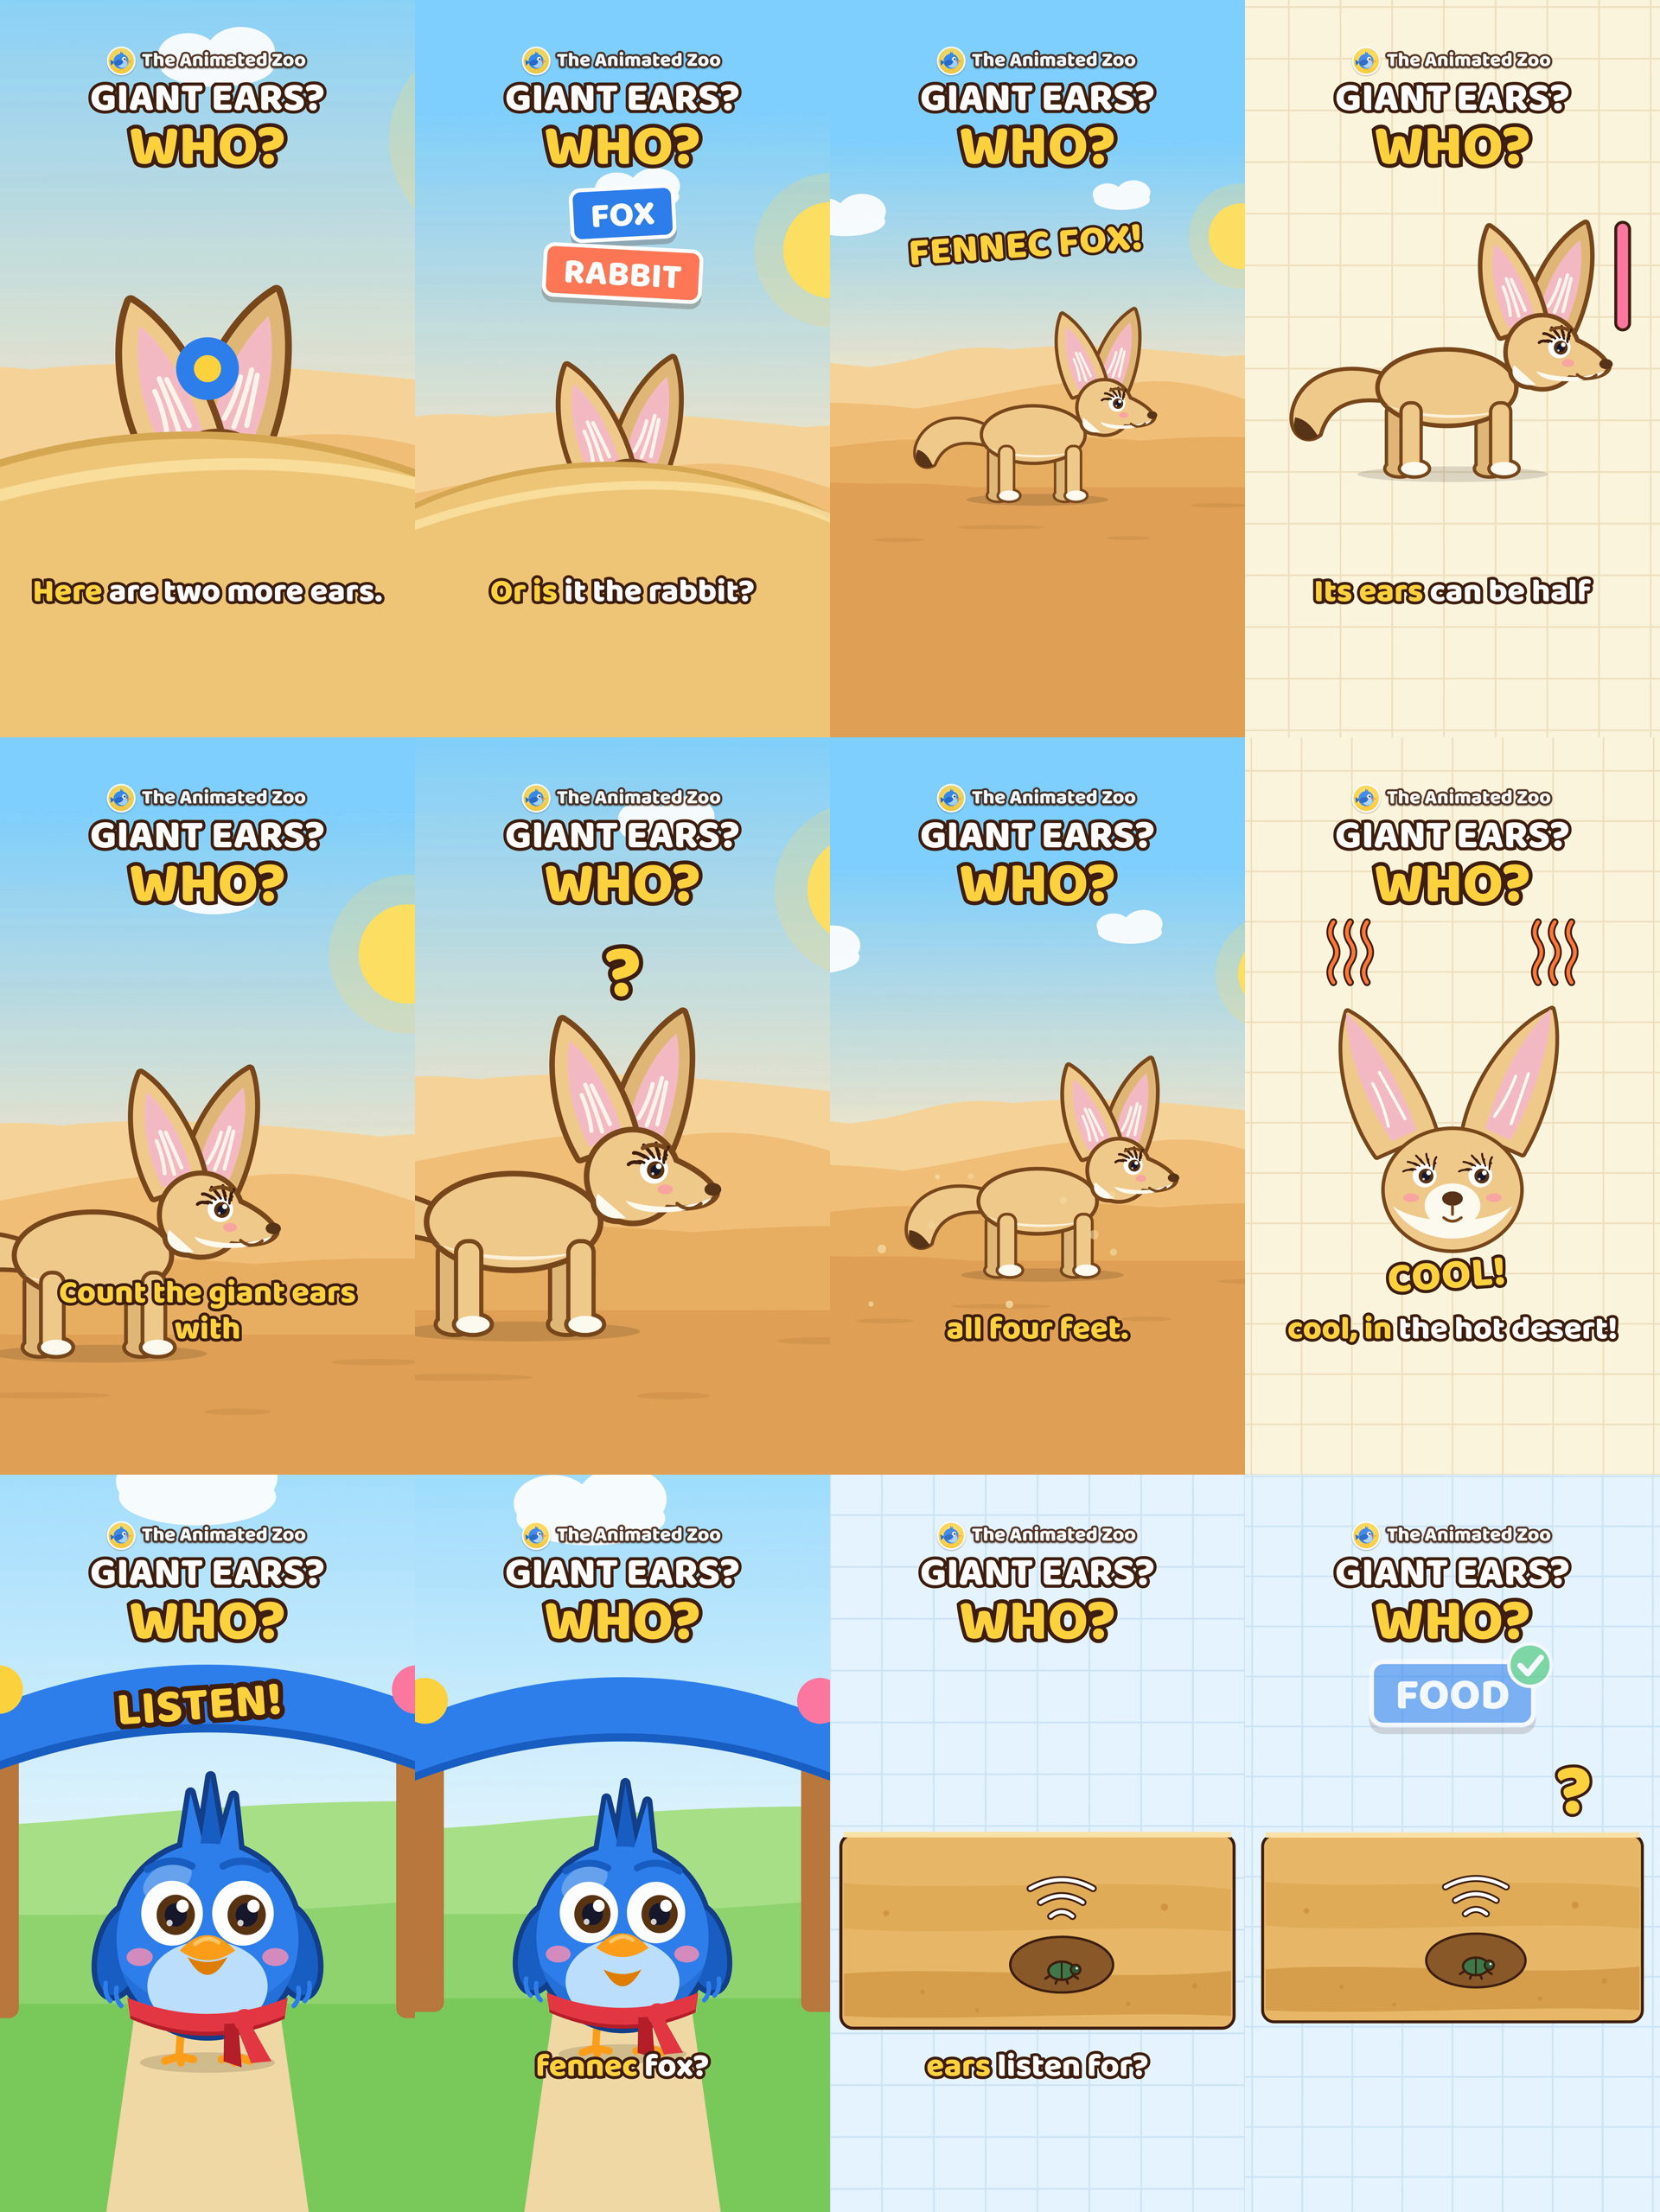 The Animated Zoo
GIANT EARS?
WHO?
Here are two more ears.
The Animated Zoo
GIANT EARS?
WHO?
FOX
RABBIT
Or is it the rabbit?
The Animated Zoo
GIANT EARS?
WHO?
FENNEC FOX!
The Animated Zoo
GIANT EARS?
WHO?
Its ears can be half
The Animated Zoo
GIANT EARS?
WHO?
Count the giant ears
with
The Animated Zoo
GIANT EARS?
WHO?
?
The Animated Zoo
GIANT EARS?
WHO?
all four feet.
The Animated Zoo
GIANT EARS?
WHO?
COOL!
cool, in the hot desert!
The Animated Zoo
GIANT EARS?
WHO?
LISTEN!
The Animated Zoo
GIANT EARS?
WHO?
fennec fox?
The Animated Zoo
GIANT EARS?
WHO?
ears listen for?
The Animated Zoo
GIANT EARS?
WHO?
FOOD
?